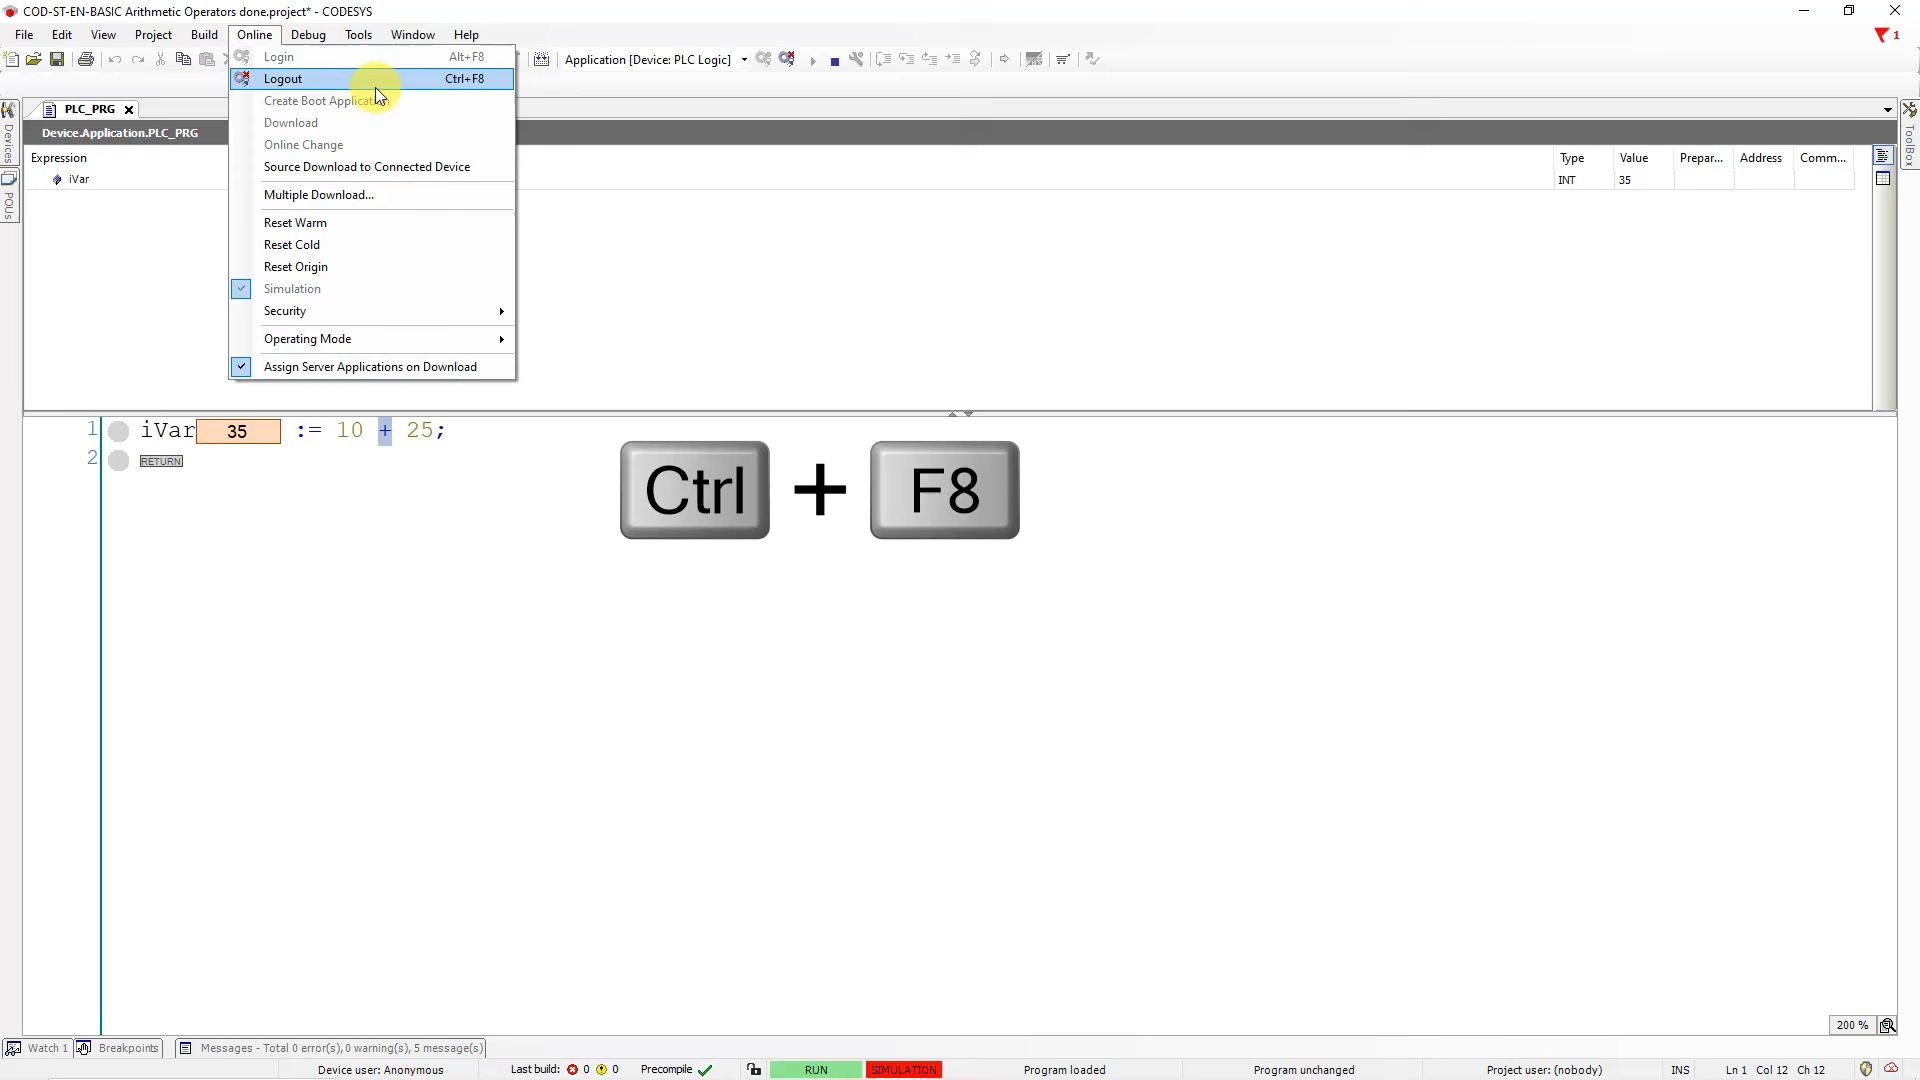 COD-ST-EN-BASIC Arithmetic Operators done.project* - CODESYS
File Edit View Project Build Online Debug Tools Window Help
1
Login Alt+F8
Application [Device: PLC Logic]
Logout Ctrl+F8
Create Boot Applicati
Download
Online Change
Source Download to Connected Device
Multiple Download...
Reset Warm
Reset Cold
Reset Origin
Simulation
Security
Operating Mode
Assign Server Applications on Download
PLC_PRG
Device.Application.PLC_PRG
Devices
POUs
ToolBox
Expression Type Value Prepar... Address Comm...
iVar INT 35
1 iVar 35 := 10 + 25;
2 RETURN
Ctrl + F8
200 %
Watch 1 Breakpoints Messages - Total 0 error(s), 0 warning(s), 5 message(s)
Device user: Anonymous Last build: 0 0 Precompile RUN SIMULATION Program loaded Program unchanged Project user: (nobody) INS Ln 1 Col 12 Ch 12